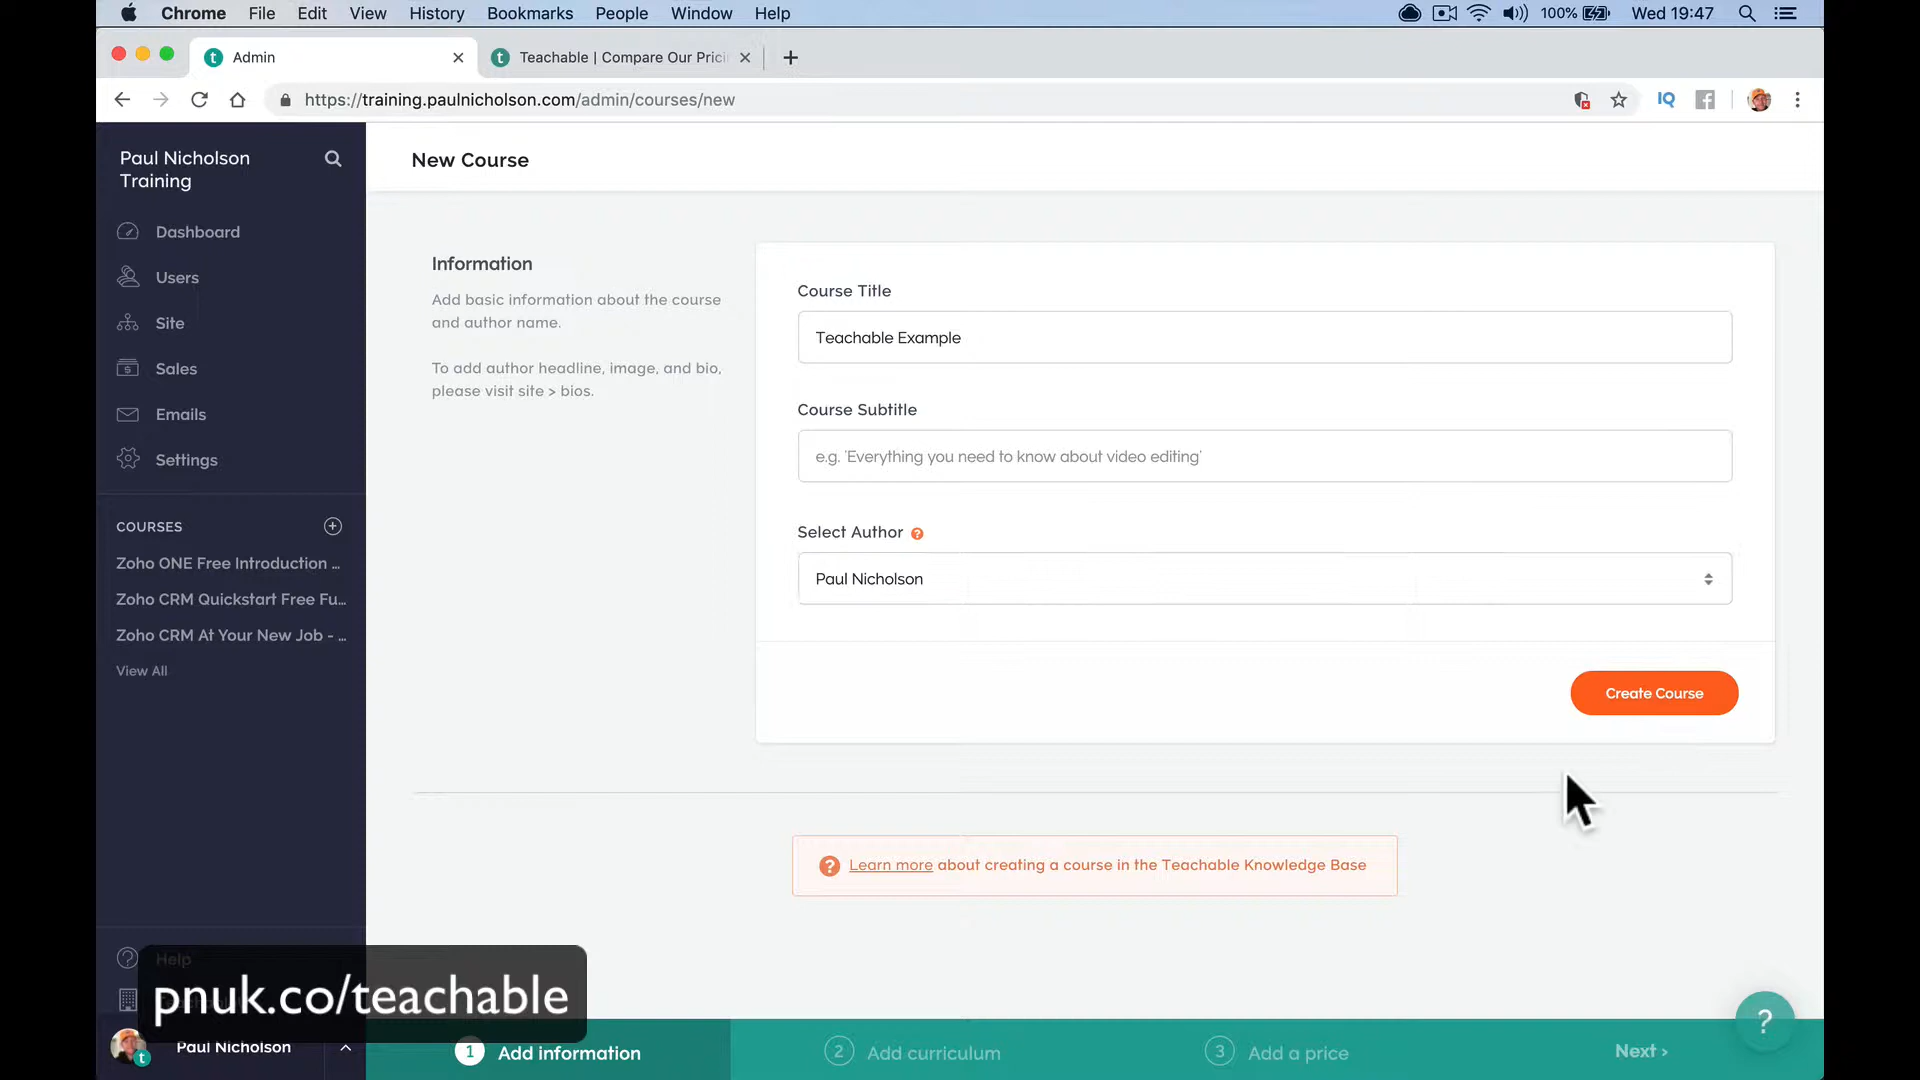 Chrome File Edit View History Bookmarks People Window Help 100% Wed 19:47
Admin
Teachable | Compare Our Prici
https://training.paulnicholson.com/admin/courses/new
IQ
Paul Nicholson
Training
Dashboard
Users
Site
Sales
Emails
Settings
COURSES
Zoho ONE Free Introduction ...
Zoho CRM Quickstart Free Fu...
Zoho CRM At Your New Job - ...
View All
Help
Paul Nicholson
New Course
Information
Add basic information about the course
and author name.
To add author headline, image, and bio,
please visit site > bios.
Course Title
Teachable Example
Course Subtitle
e.g. 'Everything you need to know about video editing'
Select Author ?
Paul Nicholson
Create Course
? Learn more about creating a course in the Teachable Knowledge Base
pnuk.co/teachable
1 Add information
2 Add curriculum
3 Add a price
Next ›
?